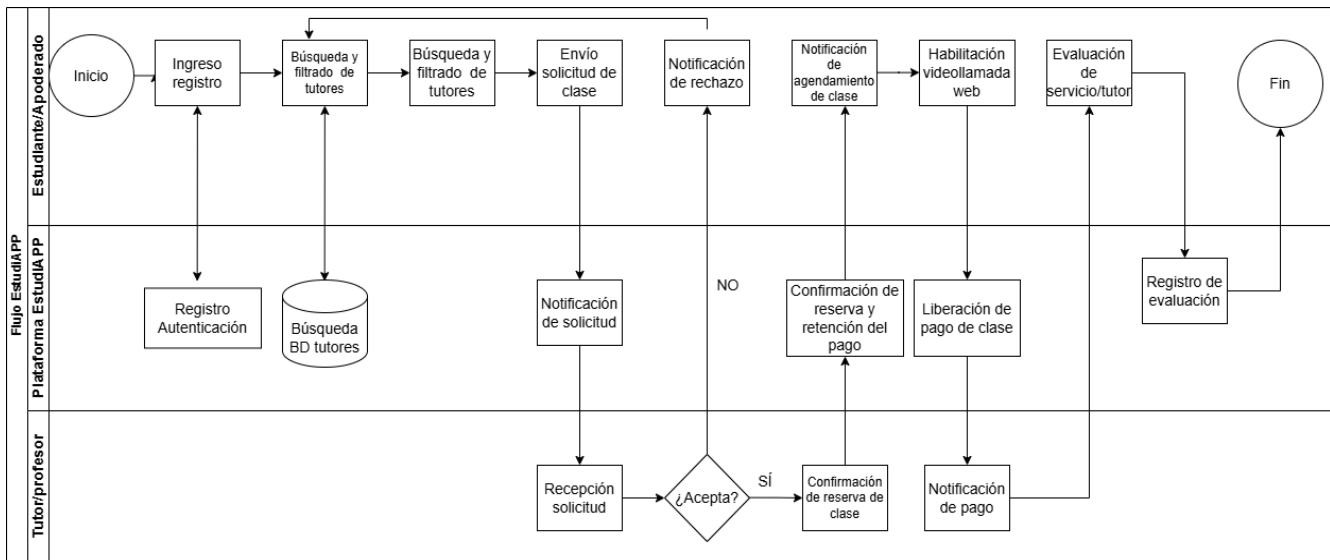 Flujo EstudIAPP
Estudiante/Apoderado
Inicio
Ingreso
registro
Búsqueda y
filtrado de
tutores
Búsqueda y
filtrado de
tutores
Envío
solicitud de
clase
Notificación
de rechazo
Notificación
de
agendamiento
de clase
Habilitación
videollamada
web
Evaluación
de
servicio/tutor
Fin
Plataforma EstudIAPP
Registro
Autenticación
Búsqueda
BD tutores
Notificación
de solicitud
NO
Confirmación de
reserva y
retención del
pago
Liberación de
pago de clase
Registro de
evaluación
Tutor/profesor
Recepción
solicitud
¿Acepta?
SÍ
Confirmación
de reserva de
clase
Notificación
de pago